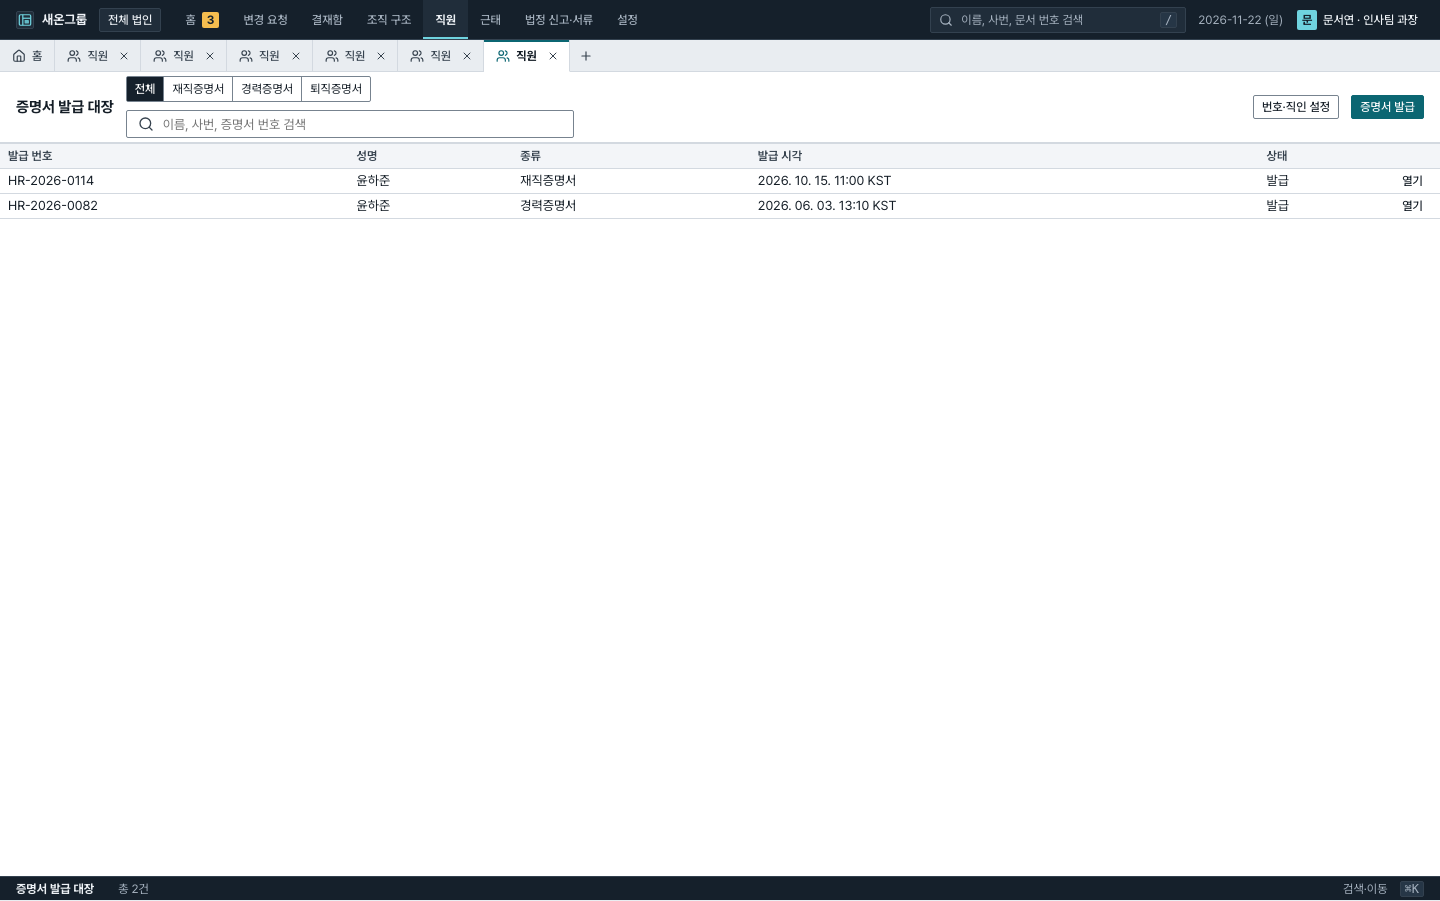 새온그룹 전체 법인 홈 3 변경 요청 결재함 조직 구조 직원 근태 법정 신고·서류 설정 이름, 사번, 문서 번호 검색 / 2026-11-22 (일) 문 문서연 · 인사팀 과장
홈 직원 직원 직원 직원 직원 직원
증명서 발급 대장
전체 재직증명서 경력증명서 퇴직증명서
이름, 사번, 증명서 번호 검색
번호·직인 설정 증명서 발급
발급 번호 성명 종류 발급 시각 상태
HR-2026-0114 윤하준 재직증명서 2026. 10. 15. 11:00 KST 발급 열기
HR-2026-0082 윤하준 경력증명서 2026. 06. 03. 13:10 KST 발급 열기
증명서 발급 대장 총 2건 검색·이동 ⌘K